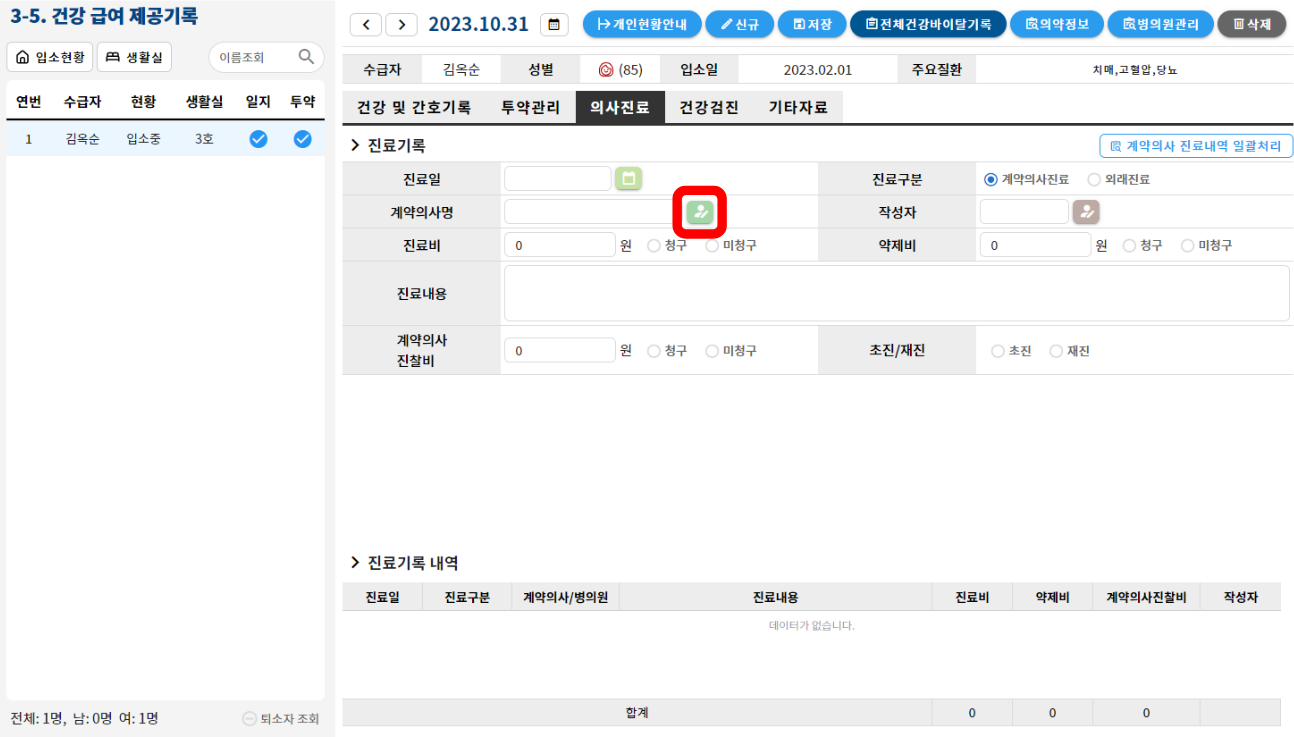 3-5. 건강 급여 제공기록
입소현황 생활실 이름조회
연번 수급자 현황 생활실 일지 투약
1 김옥순 입소중 3호
전체: 1명, 남: 0명 여: 1명 퇴소자 조회
2023.10.31 개인현황안내 신규 저장 전체건강바이탈기록 의약정보 병의원관리 삭제
수급자 김옥순 성별 (85) 입소일 2023.02.01 주요질환 치매,고혈압,당뇨
건강 및 간호기록 투약관리 의사진료 건강검진 기타자료
진료기록 계약의사 진료내역 일괄처리
진료일 진료구분 계약의사진료 외래진료
계약의사명 작성자
진료비 0 원 청구 미청구 약제비 0 원 청구 미청구
진료내용
계약의사
진찰비 0 원 청구 미청구 초진/재진 초진 재진
진료기록 내역
진료일 진료구분 계약의사/병의원 진료내용 진료비 약제비 계약의사진찰비 작성자
데이터가 없습니다.
합계 0 0 0